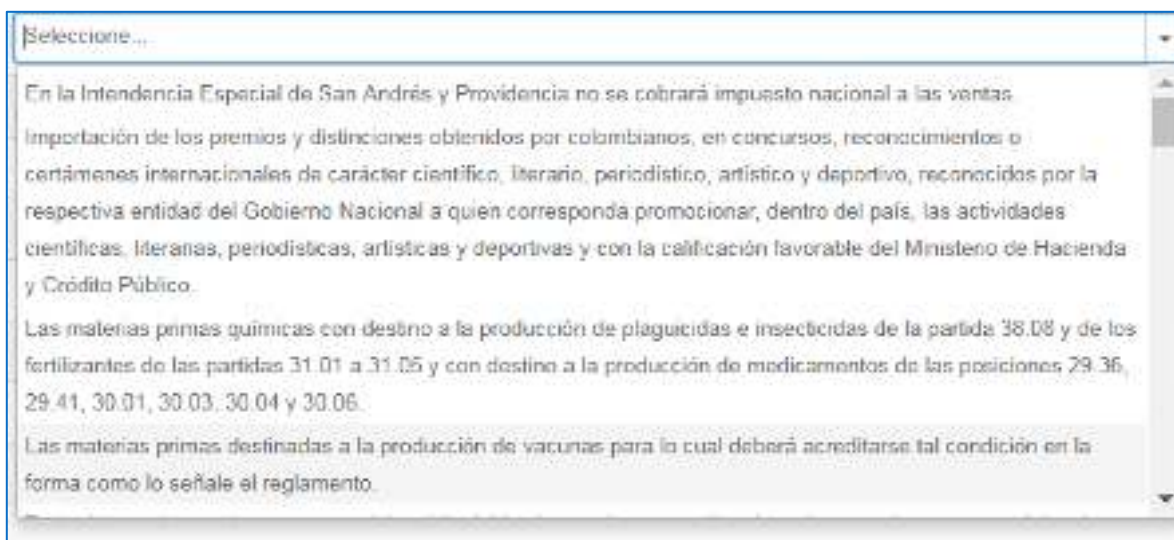 Seleccione...
En la Intendencia Especial de San Andrés y Providencia no se cobrará impuesto nacional a las ventas.
Importación de los premios y distinciones obtenidos por colombianos, en concursos, reconocimientos o
certámenes internacionales de carácter científico, literario, periodístico, artístico y deportivo, reconocidos por la
respectiva entidad del Gobierno Nacional a quien corresponda promocionar, dentro del país, las actividades
científicas, literarias, periodísticas, artísticas y deportivas y con la calificación favorable del Ministerio de Hacienda
y Crédito Público.
Las materias primas químicas con destino a la producción de plaguicidas e insecticidas de la partida 38.08 y de los
fertilizantes de las partidas 31.01 a 31.05 y con destino a la producción de medicamentos de las posiciones 29.36,
29.41, 30.01, 30.03, 30.04 y 30.06.
Las materias primas destinadas a la producción de vacunas para lo cual deberá acreditarse tal condición en la
forma como lo señale el reglamento.